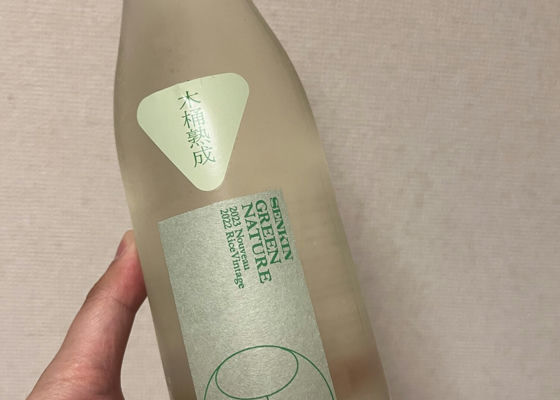 木桶熟成
SENKIN
GREEN
NATURE
2023 Nouveau
2022 Rice Vintage